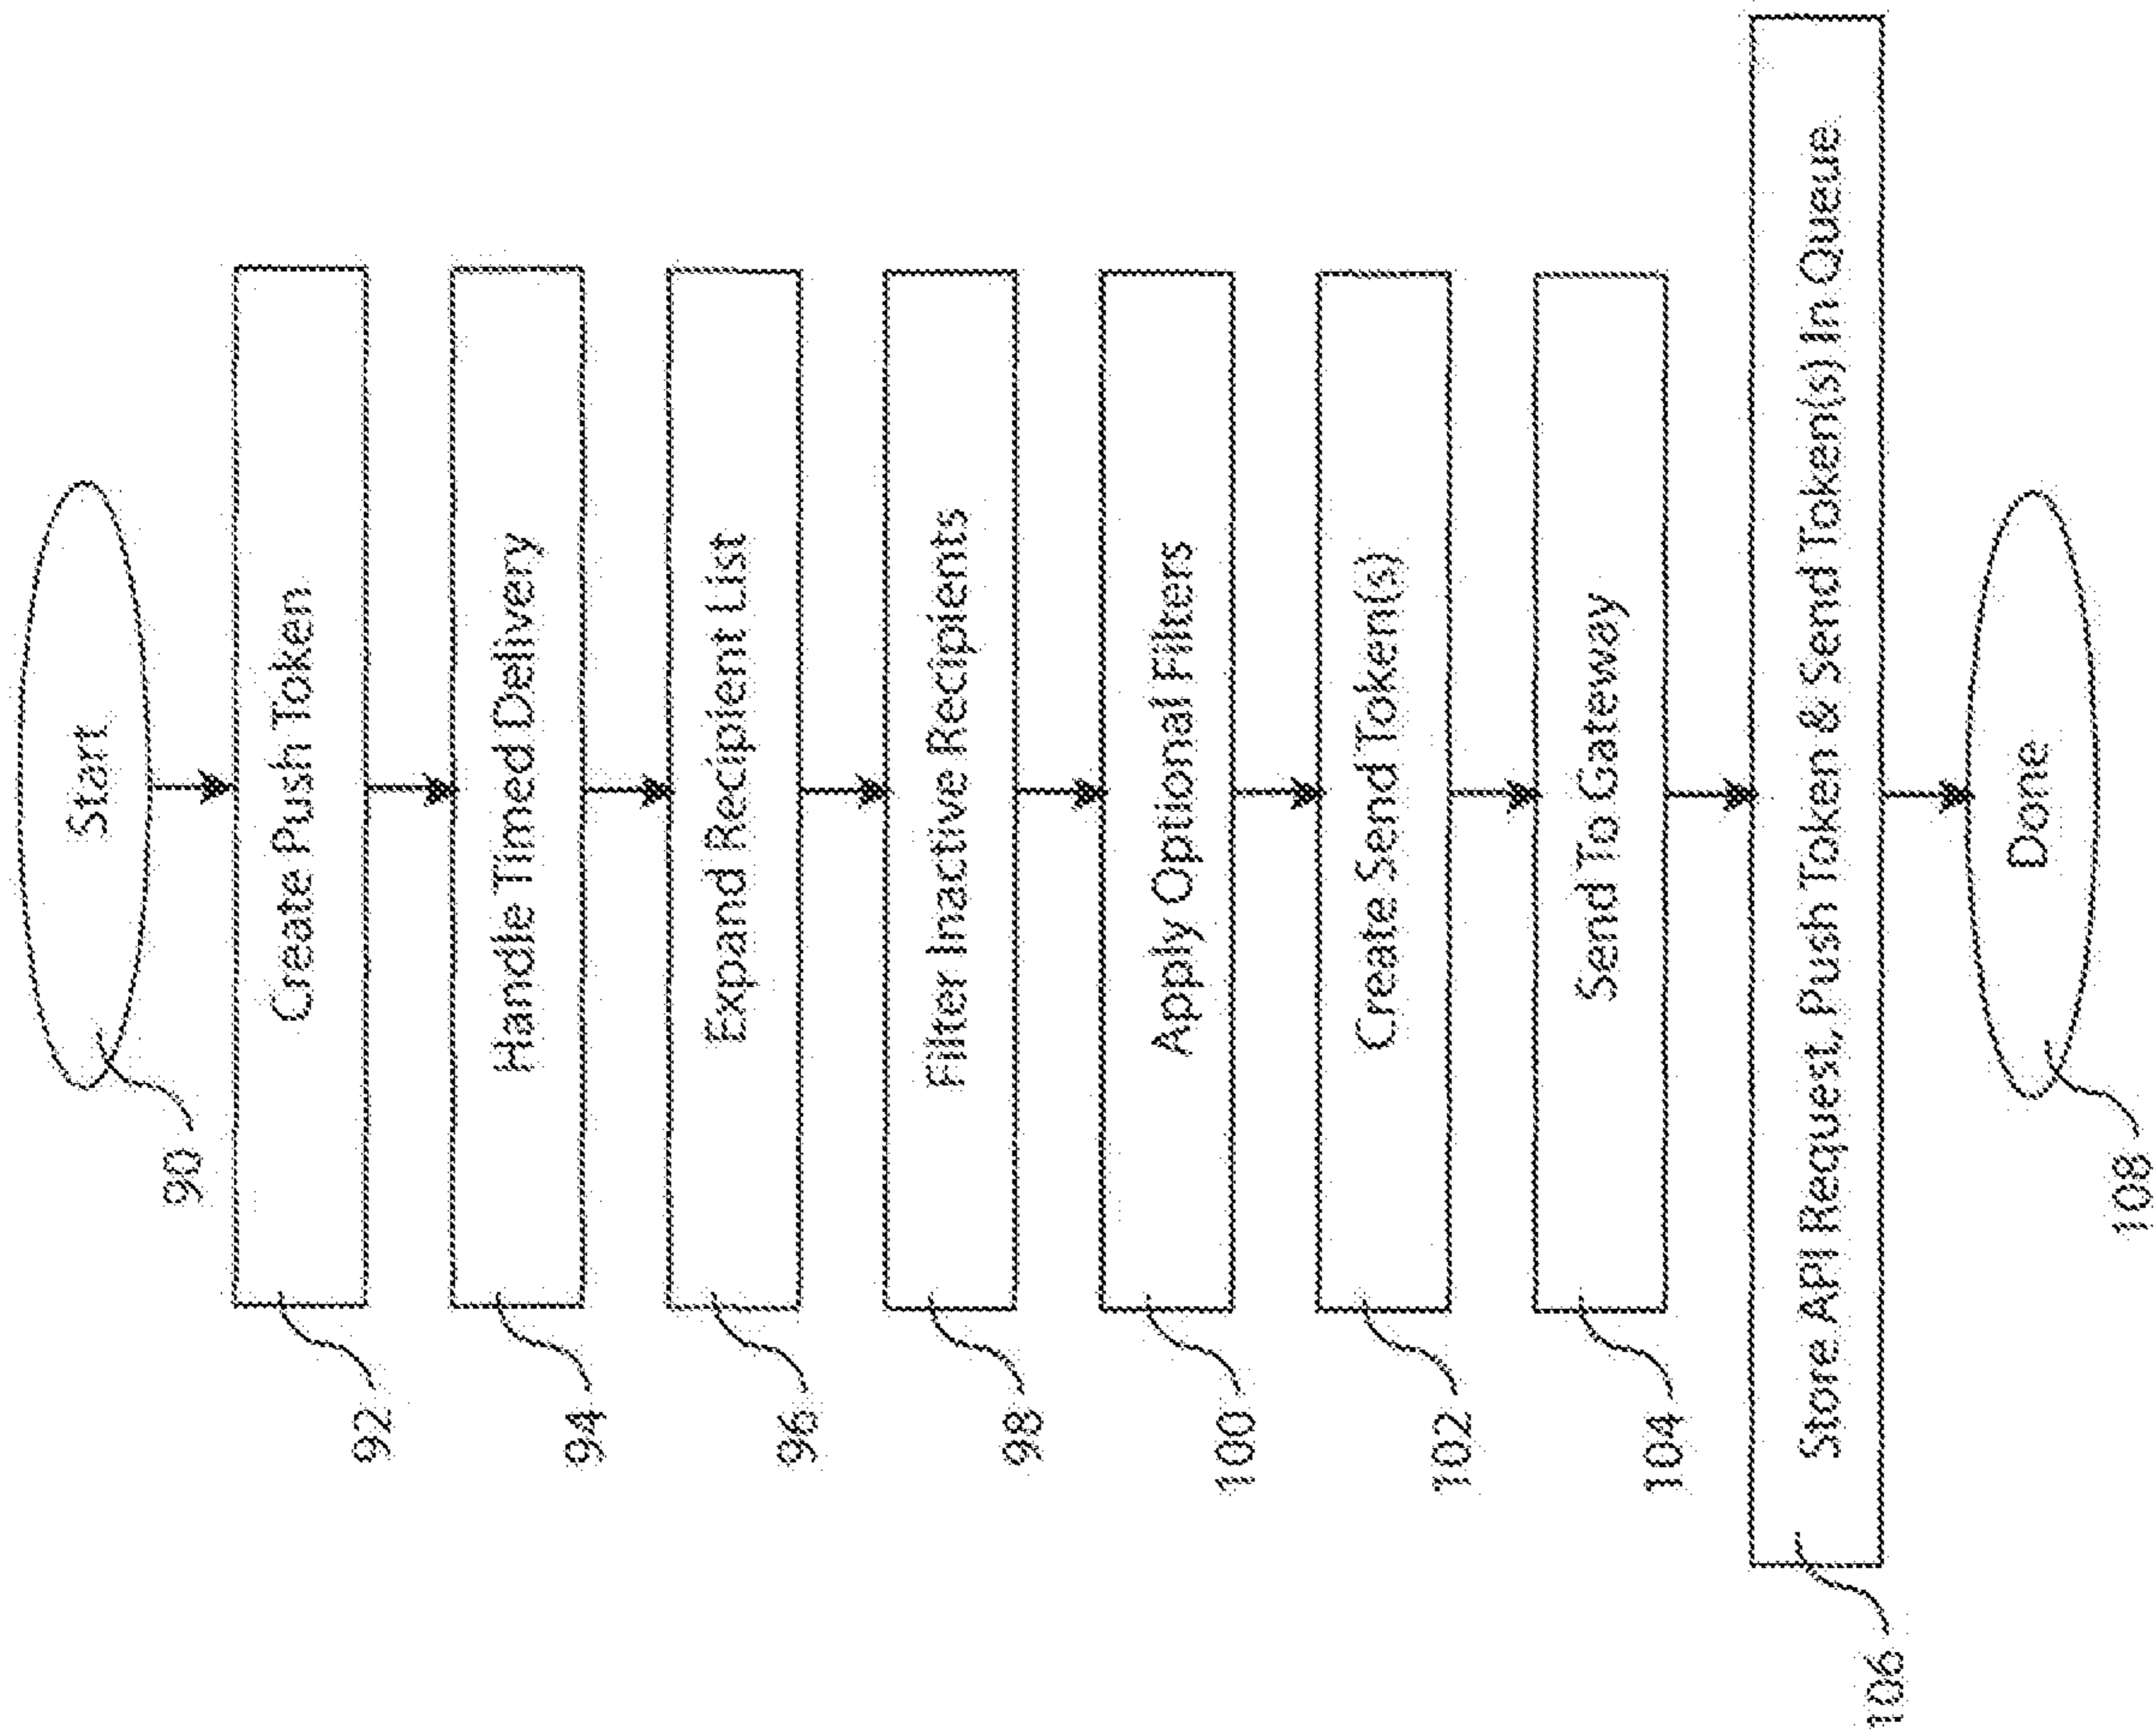 Start
90
Create Push Token
92
Handle Timed Delivery
94
Expand Recipient List
96
Filter Inactive Recipients
98
Apply Optional Filters
100
Create Send Token(s)
102
Send To Gateway
104
Store API Request, Push Token & Send Token(s) In Queue
106
Done
108